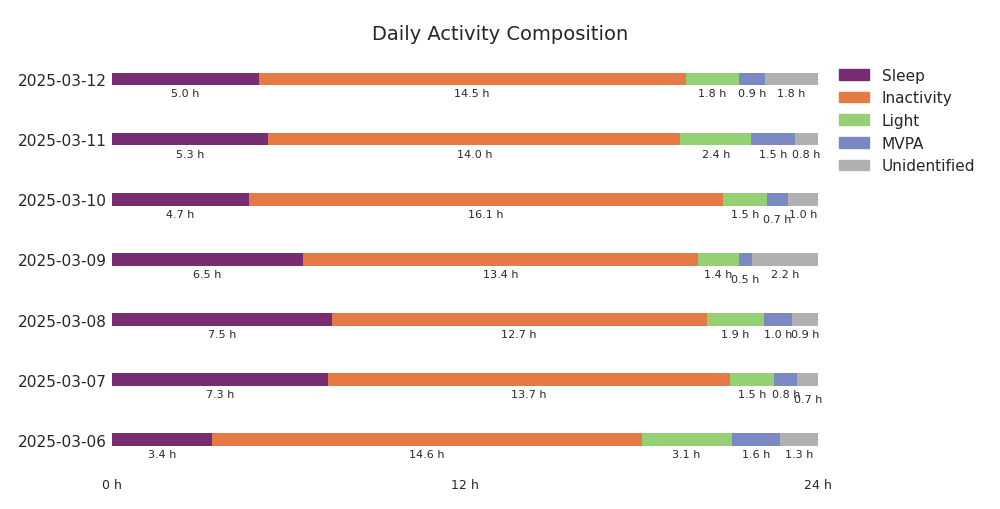 Daily Activity Composition
2025-03-12
5.0 h 14.5 h 1.8 h 0.9 h 1.8 h
2025-03-11
5.3 h 14.0 h 2.4 h 1.5 h 0.8 h
2025-03-10
4.7 h 16.1 h 1.5 h 0.7 h 1.0 h
2025-03-09
6.5 h 13.4 h 1.4 h 0.5 h 2.2 h
2025-03-08
7.5 h 12.7 h 1.9 h 1.0 h 0.9 h
2025-03-07
7.3 h 13.7 h 1.5 h 0.8 h 0.7 h
2025-03-06
3.4 h 14.6 h 3.1 h 1.6 h 1.3 h
0 h 12 h 24 h
Sleep
Inactivity
Light
MVPA
Unidentified